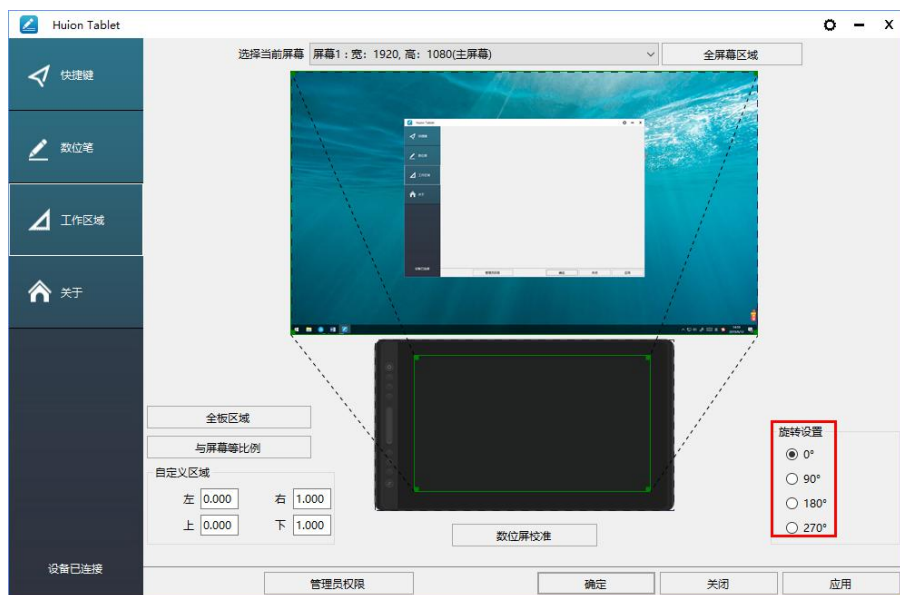 Huion Tablet
选择当前屏幕 屏幕1：宽：1920, 高：1080(主屏幕) 全屏幕区域
快捷键
数位笔
工作区域
关于
全板区域
与屏幕等比例
自定义区域
左 0.000 右 1.000
上 0.000 下 1.000
数位屏校准
旋转设置
0°
90°
180°
270°
设备已连接
管理员权限 确定 关闭 应用